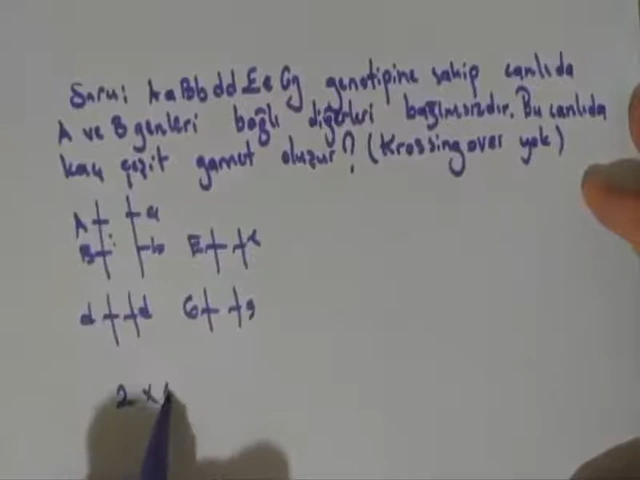 Soru: AaBbddEeGg genotipine sahip canlıda
A ve B genleri bağlı diğerleri bağımsızdır. Bu canlıda
kaç çeşit gamet oluşur? (Krossing over yok)
A a
B b E e
d d G g
2 x